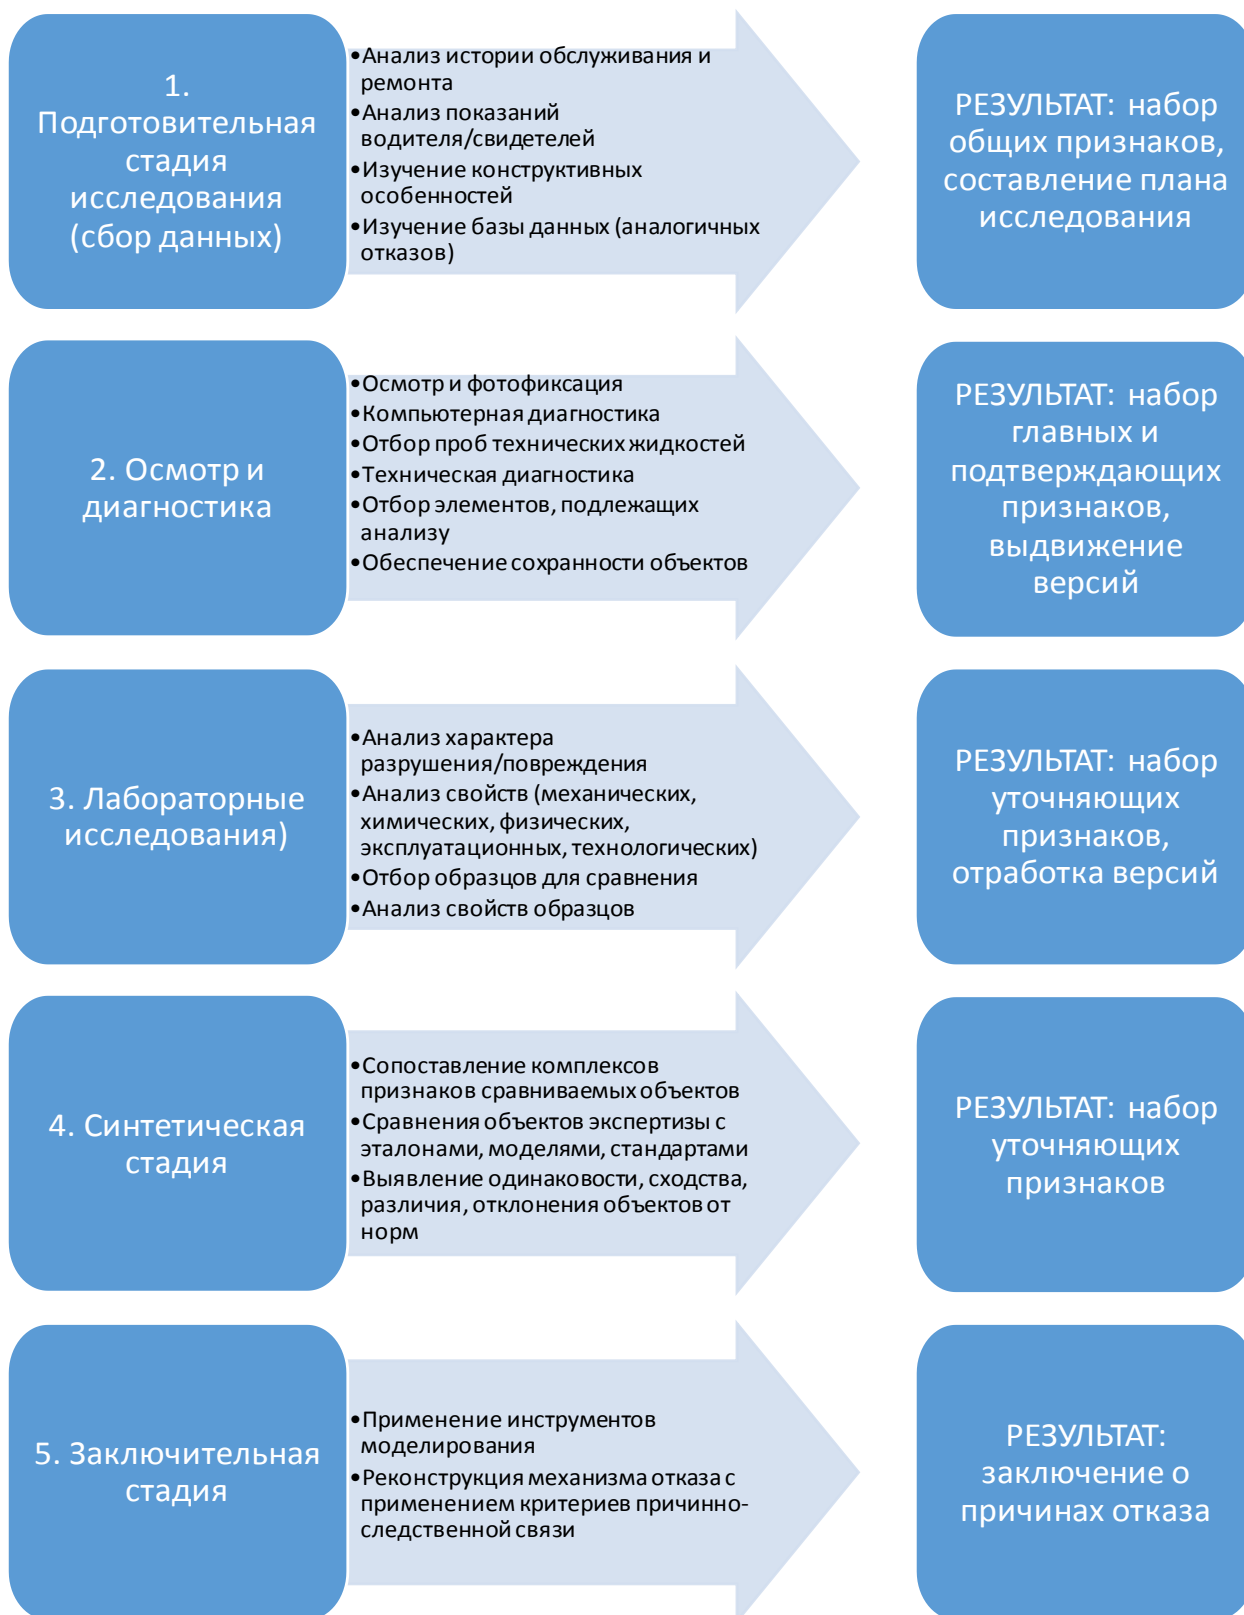 1.
Подготовительная
стадия
исследования
(сбор данных)
•Анализ истории обслуживания и
ремонта
•Анализ показаний
водителя/свидетелей
•Изучение конструктивных
особенностей
•Изучение базы данных (аналогичных
отказов)
РЕЗУЛЬТАТ: набор
общих признаков,
составление плана
исследования
2. Осмотр и
диагностика
•Осмотр и фотофиксация
•Компьютерная диагностика
•Отбор проб технических жидкостей
•Техническая диагностика
•Отбор элементов, подлежащих
анализу
•Обеспечение сохранности объектов
РЕЗУЛЬТАТ: набор
главных и
подтверждающих
признаков,
выдвижение
версий
3. Лабораторные
исследования)
•Анализ характера
разрушения/повреждения
•Анализ свойств (механических,
химических, физических,
эксплуатационных, технологических)
•Отбор образцов для сравнения
•Анализ свойств образцов
РЕЗУЛЬТАТ: набор
уточняющих
признаков,
отработка версий
4. Синтетическая
стадия
•Сопоставление комплексов
признаков сравниваемых объектов
•Сравнения объектов экспертизы с
эталонами, моделями, стандартами
•Выявление одинаковости, сходства,
различия, отклонения объектов от
норм
РЕЗУЛЬТАТ: набор
уточняющих
признаков
5. Заключительная
стадия
•Применение инструментов
моделирования
•Реконструкция механизма отказа с
применением критериев причинно-
следственной связи
РЕЗУЛЬТАТ:
заключение о
причинах отказа